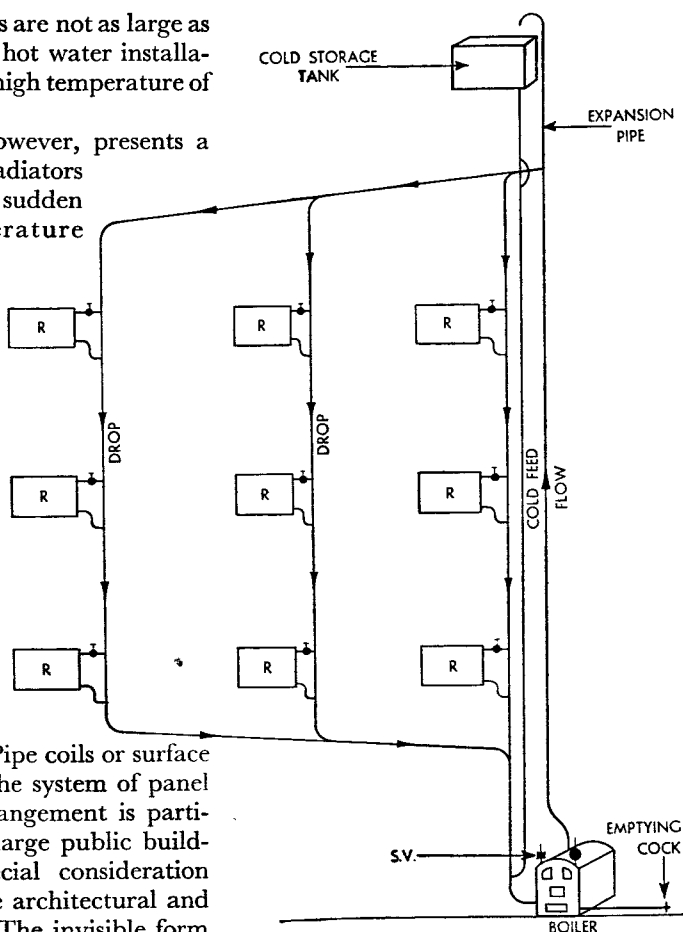 s are not as large as
hot water installa-
high temperature of
owever, presents a
adiators
sudden
erature
COLD STORAGE
TANK
EXPANSION
PIPE
R
R
R
DROP
DROP
COLD FEED
FLOW
R
R
R
R
R
R
Pipe coils or surface
he system of panel
angement is parti-
arge public build-
cial consideration
e architectural and
The invisible form
S.V.
EMPTYING
COCK
BOILER